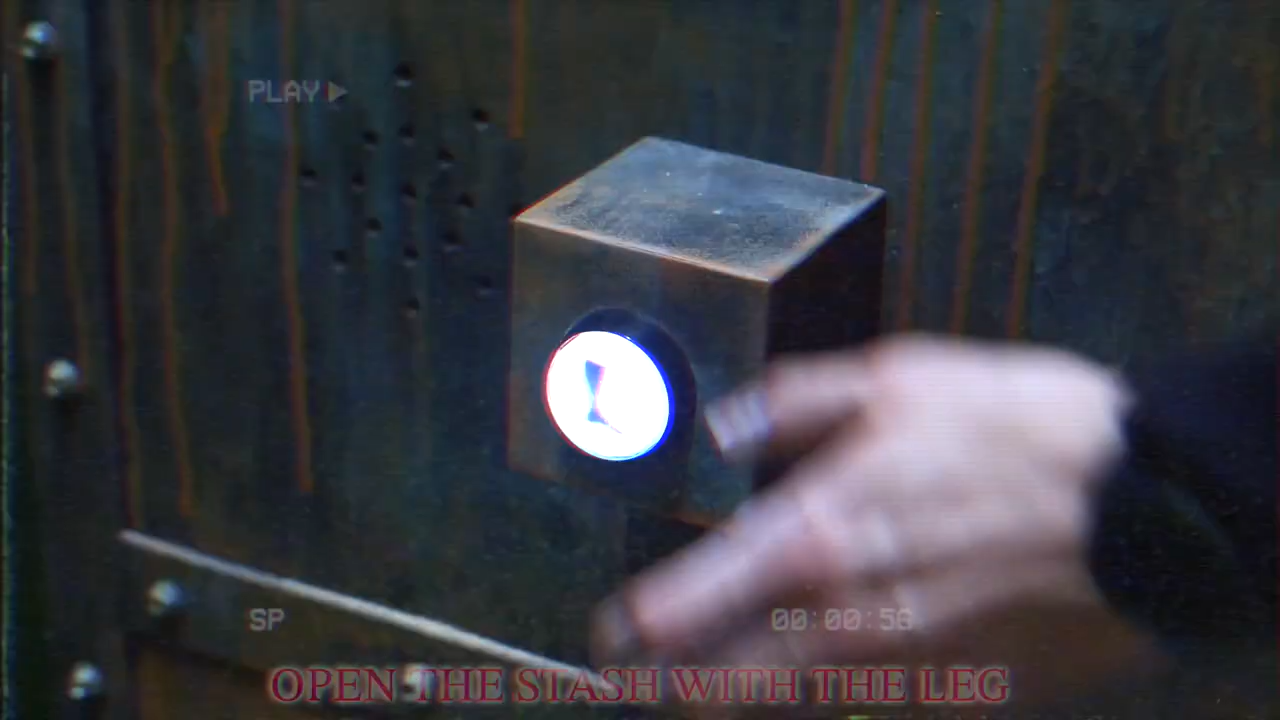 PLAY
SP
00:00:56
OPEN THE STASH WITH THE LEG